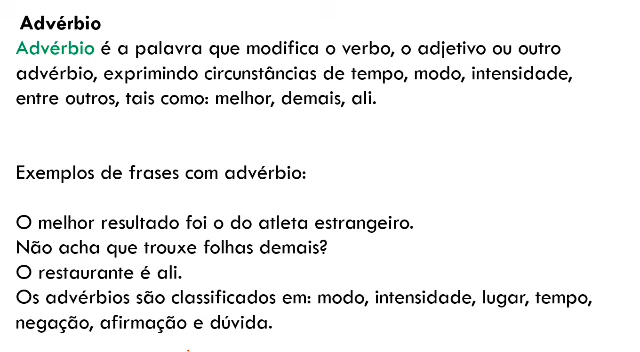 Advérbio
Advérbio é a palavra que modifica o verbo, o adjetivo ou outro
advérbio, exprimindo circunstâncias de tempo, modo, intensidade,
entre outros, tais como: melhor, demais, ali.
Exemplos de frases com advérbio:
O melhor resultado foi o do atleta estrangeiro.
Não acha que trouxe folhas demais?
O restaurante é ali.
Os advérbios são classificados em: modo, intensidade, lugar, tempo,
negação, afirmação e dúvida.